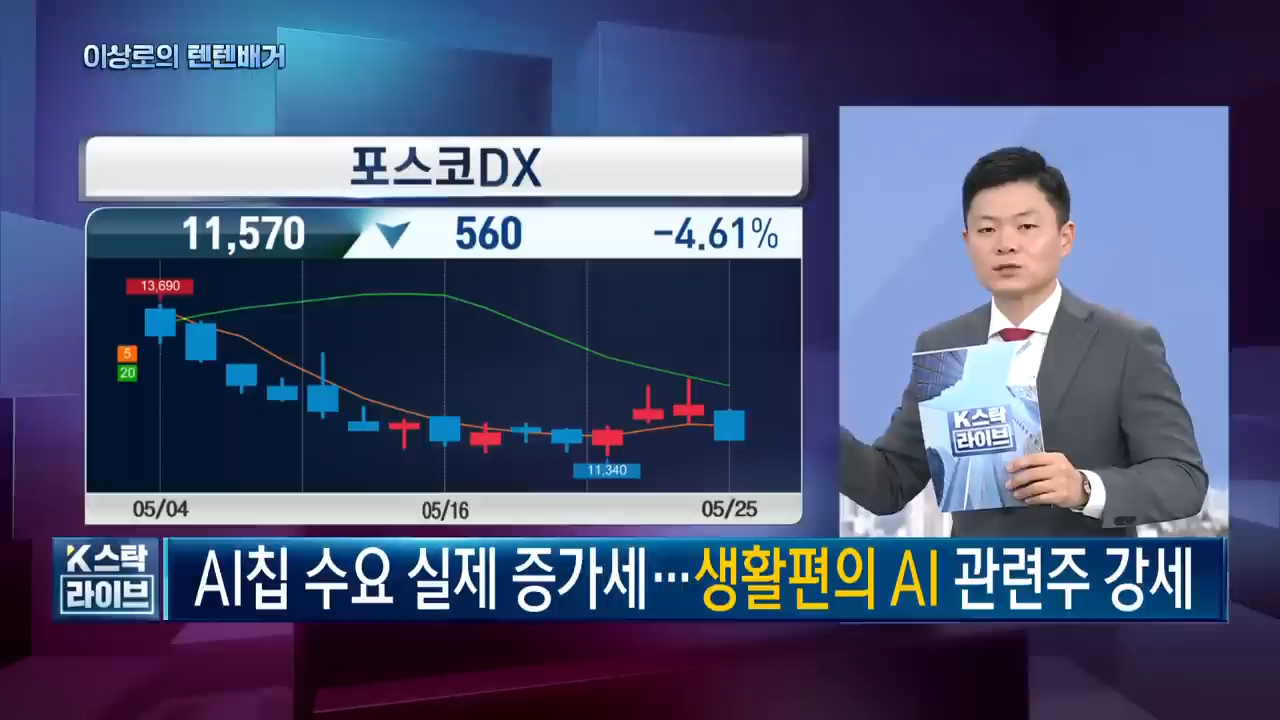 이상로의 텐텐배거
포스코DX
11,570 560 -4.61%
13,690
5
20
11,340
05/04 05/16 05/25
K스탁
라이브
K스탁
라이브
AI칩 수요 실제 증가세…생활편의 AI 관련주 강세